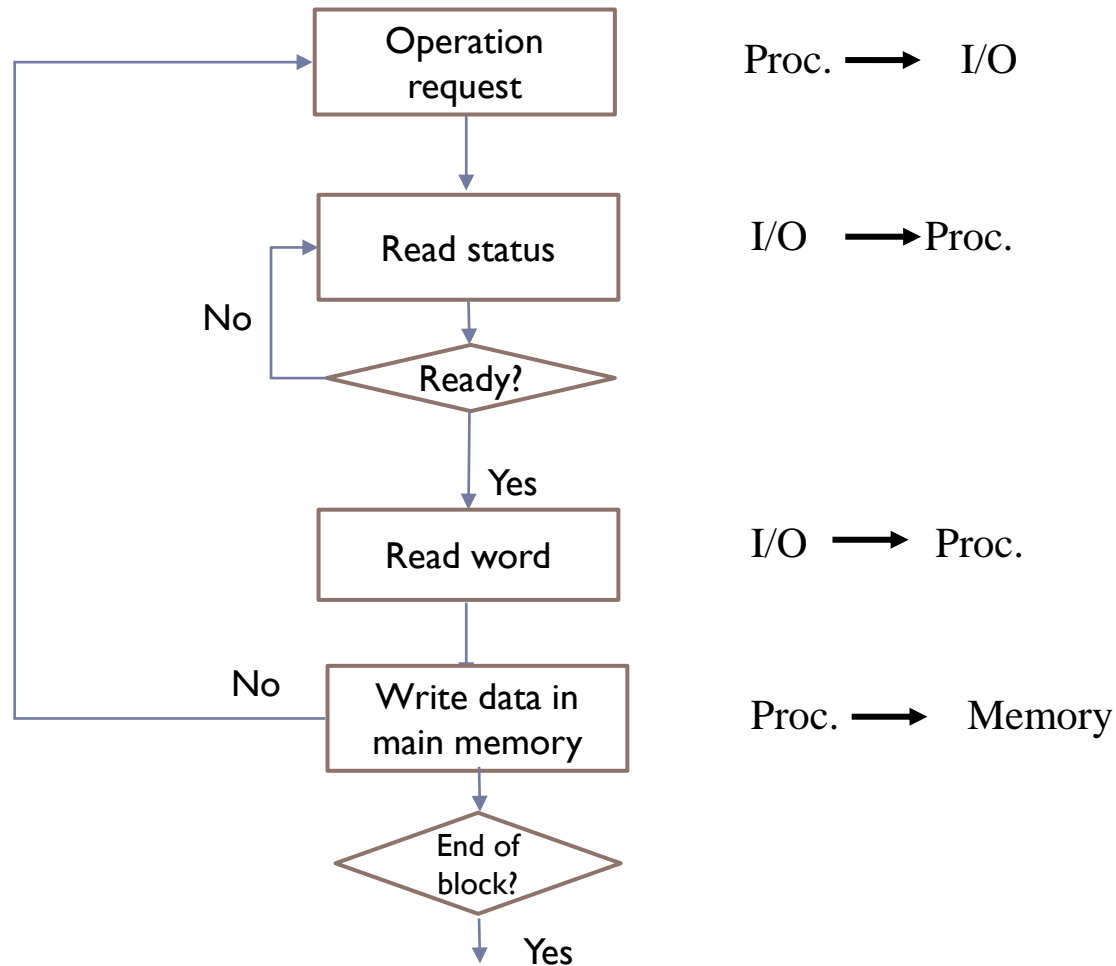 Operation
request
Proc. I/O
Read status
I/O Proc.
No
Ready?
Yes
Read word
I/O Proc.
No
Write data in
main memory
Proc. Memory
End of
block?
Yes